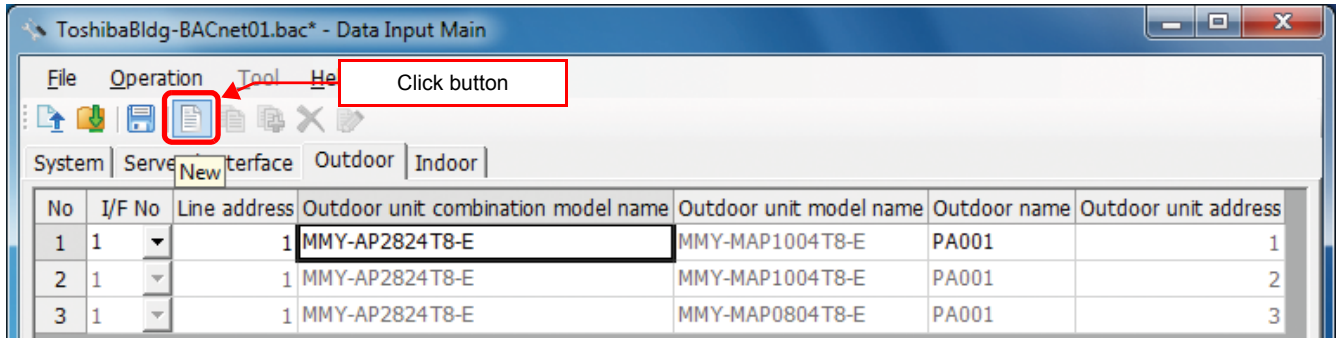 ToshibaBldg-BACnet01.bac* - Data Input Main
File Operation Tool He
Click button
System Serve terface Outdoor Indoor
New
No I/F No Line address Outdoor unit combination model name Outdoor unit model name Outdoor name Outdoor unit address
1 1 1 MMY-AP2824T8-E MMY-MAP1004T8-E PA001 1
2 1 1 MMY-AP2824T8-E MMY-MAP1004T8-E PA001 2
3 1 1 MMY-AP2824T8-E MMY-MAP0804T8-E PA001 3